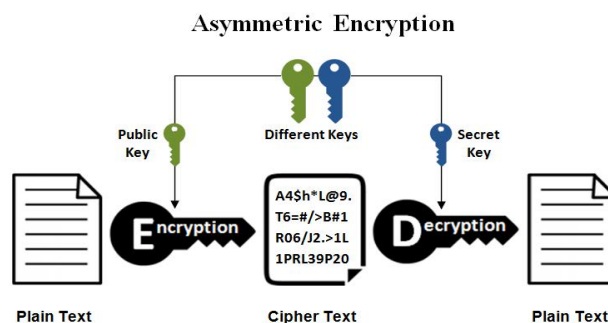 Asymmetric Encryption
Public
Key
Different Keys
Secret
Key
Encryption
A4$h*L@9.
T6=#/>B#1
R06/J2.>1L
1PRL39P20
Decryption
Plain Text
Cipher Text
Plain Text